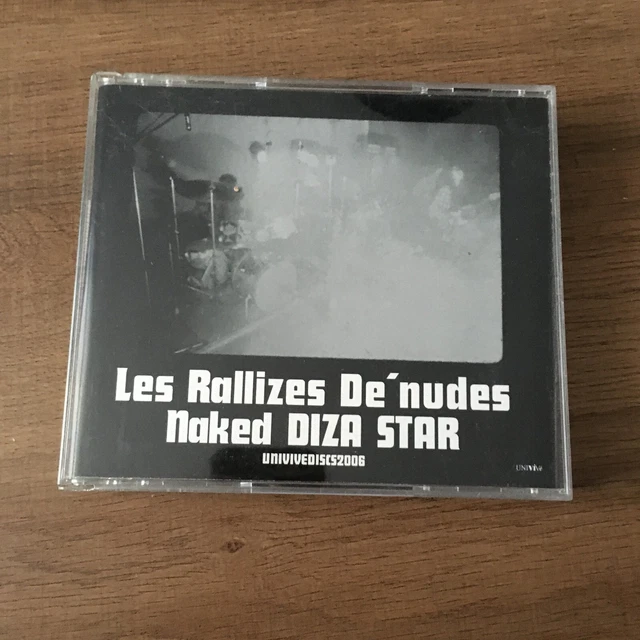 Les Rallizes De´nudes
Naked DIZA STAR
UNIVIVEDISCS2006
UNIVIVE